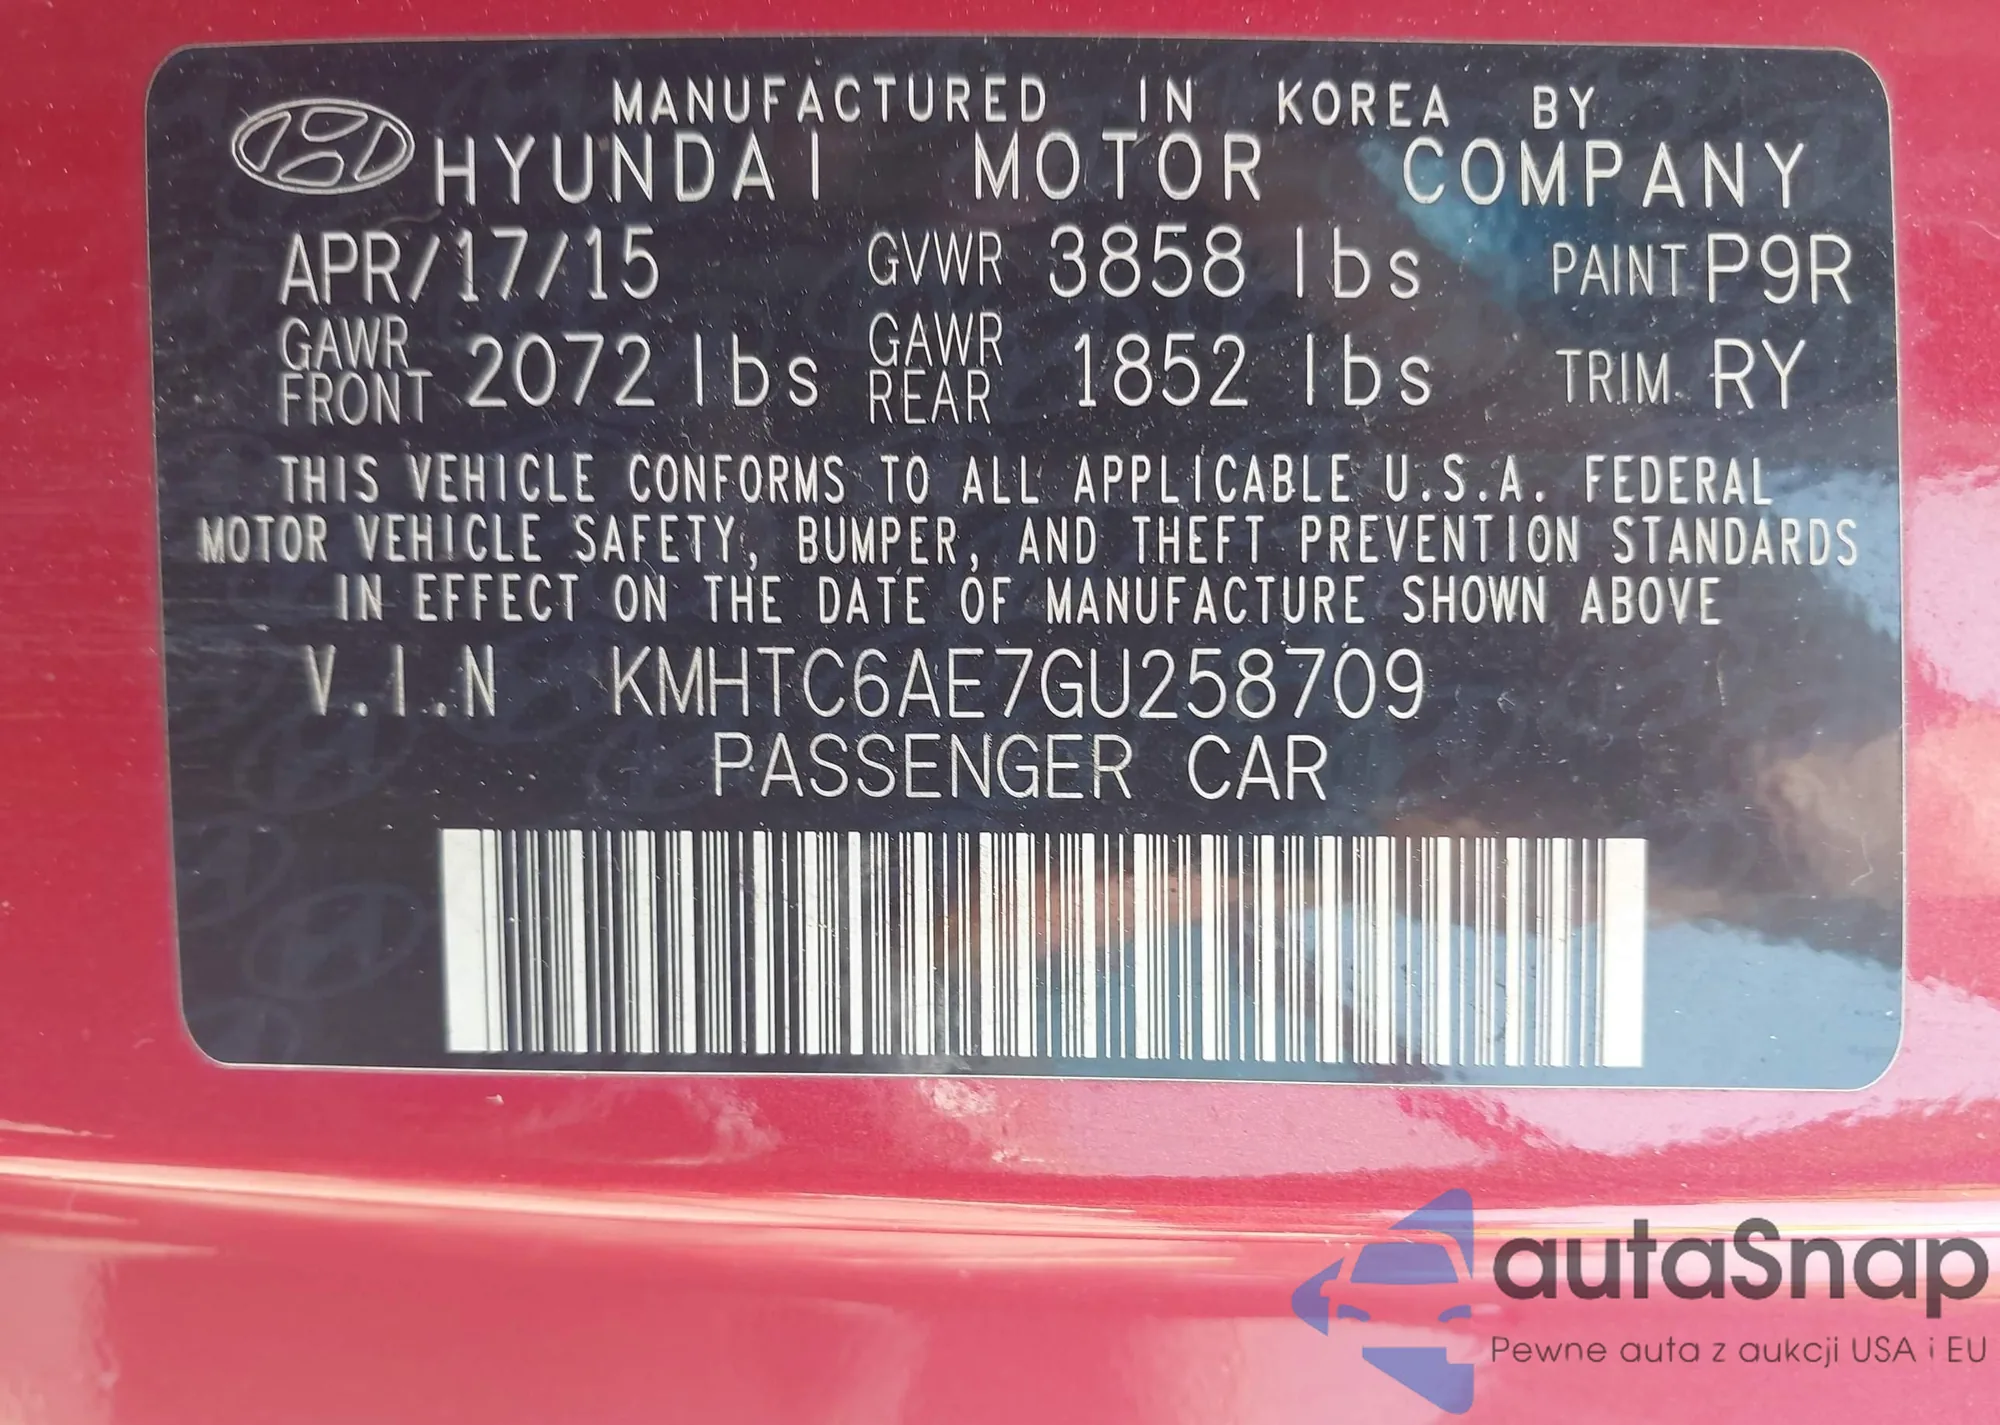 MANUFACTURED IN KOREA BY
HYUNDAI MOTOR COMPANY
APR/17/15 GVWR 3858 lbs PAINT P9R
GAWR FRONT 2072 lbs GAWR REAR 1852 lbs TRIM RY
THIS VEHICLE CONFORMS TO ALL APPLICABLE U.S.A. FEDERAL
MOTOR VEHICLE SAFETY, BUMPER, AND THEFT PREVENTION STANDARDS
IN EFFECT ON THE DATE OF MANUFACTURE SHOWN ABOVE
V.I.N KMHTC6AE7GU258709
PASSENGER CAR
autaSnap
Pewne auta z aukcji USA i EU